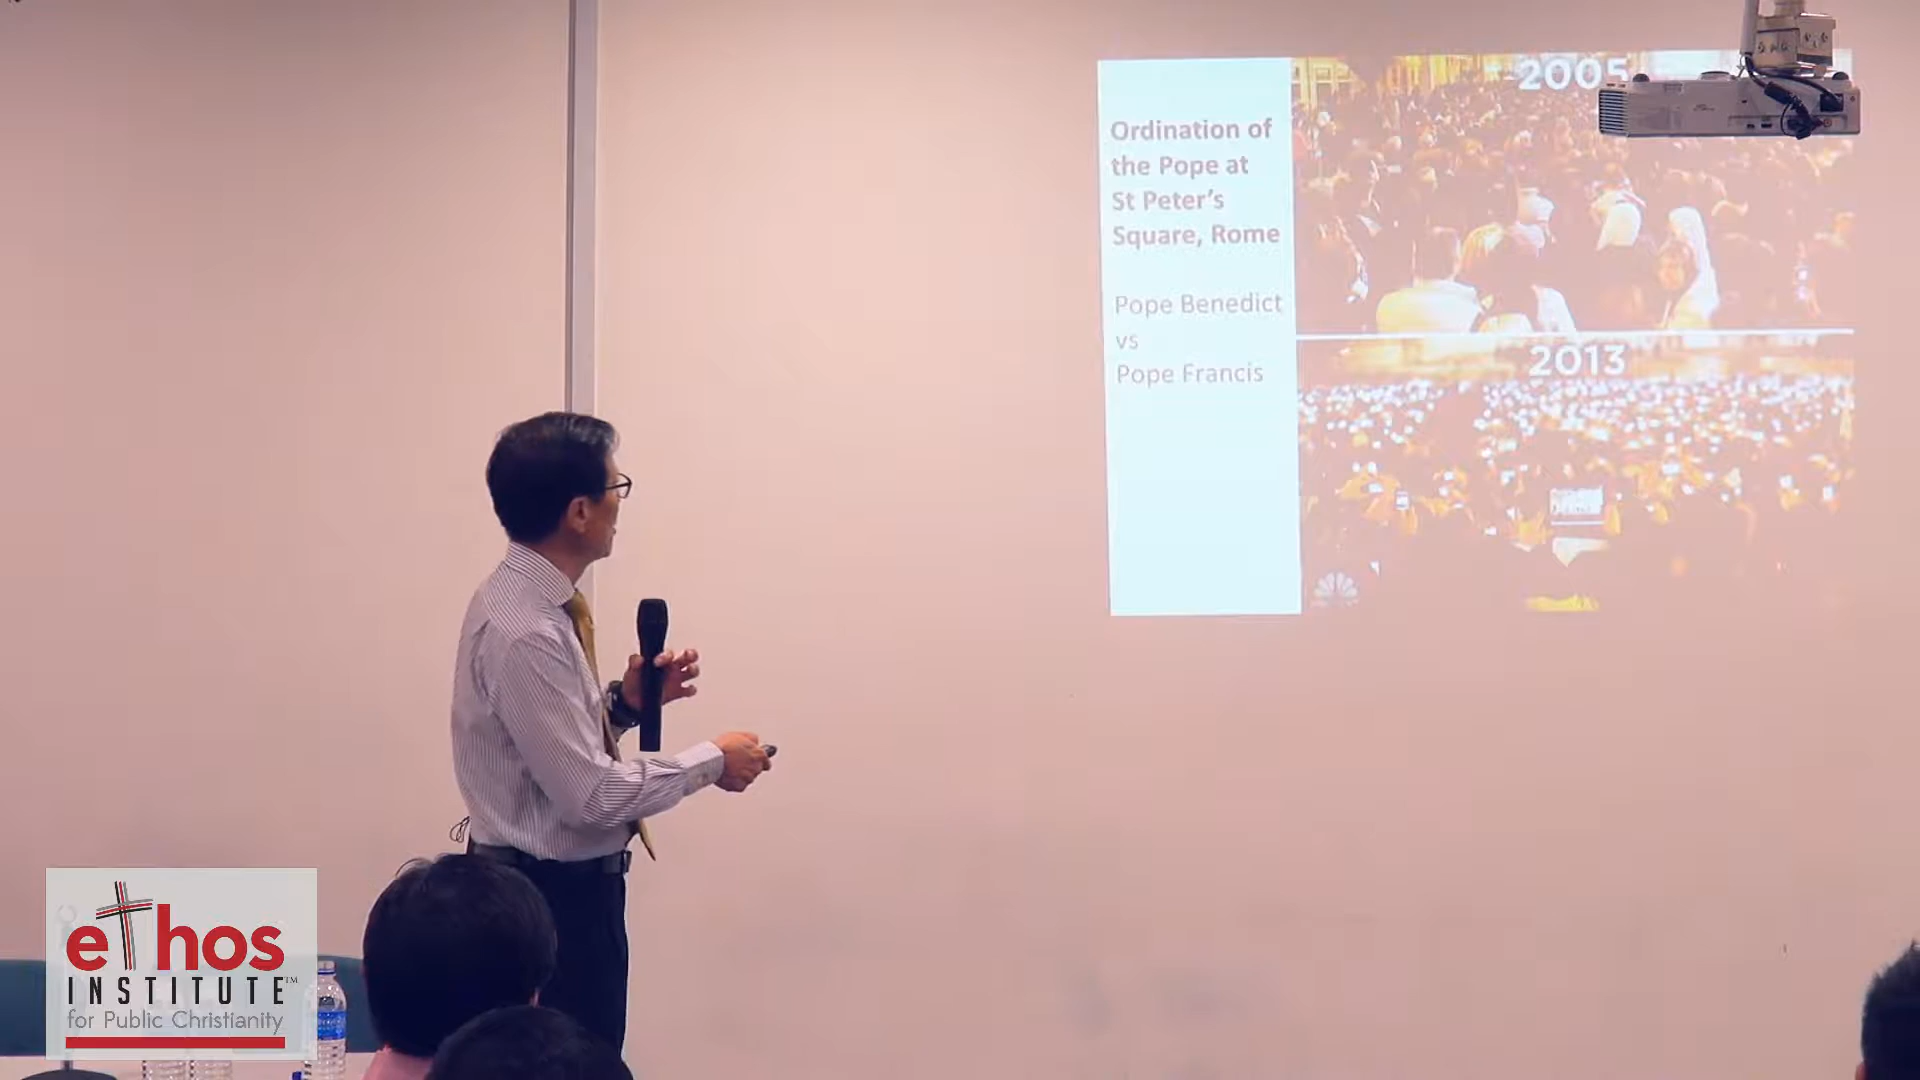 2005
Ordination of
the Pope at
St Peter's
Square, Rome
Pope Benedict
vs
Pope Francis
2013
ethos
INSTITUTE™
for Public Christianity